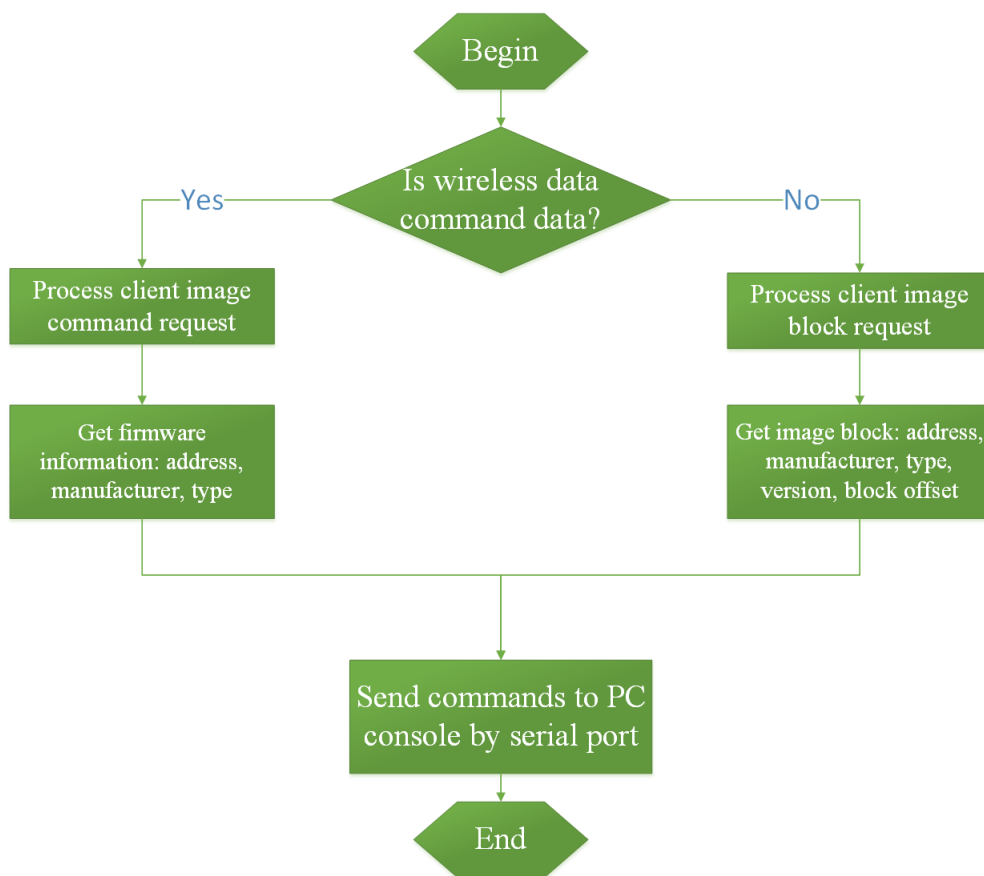 Begin
Is wireless data
command data?
Yes
No
Process client image
command request
Process client image
block request
Get firmware
information: address,
manufacturer, type
Get image block: address,
manufacturer, type,
version, block offset
Send commands to PC
console by serial port
End